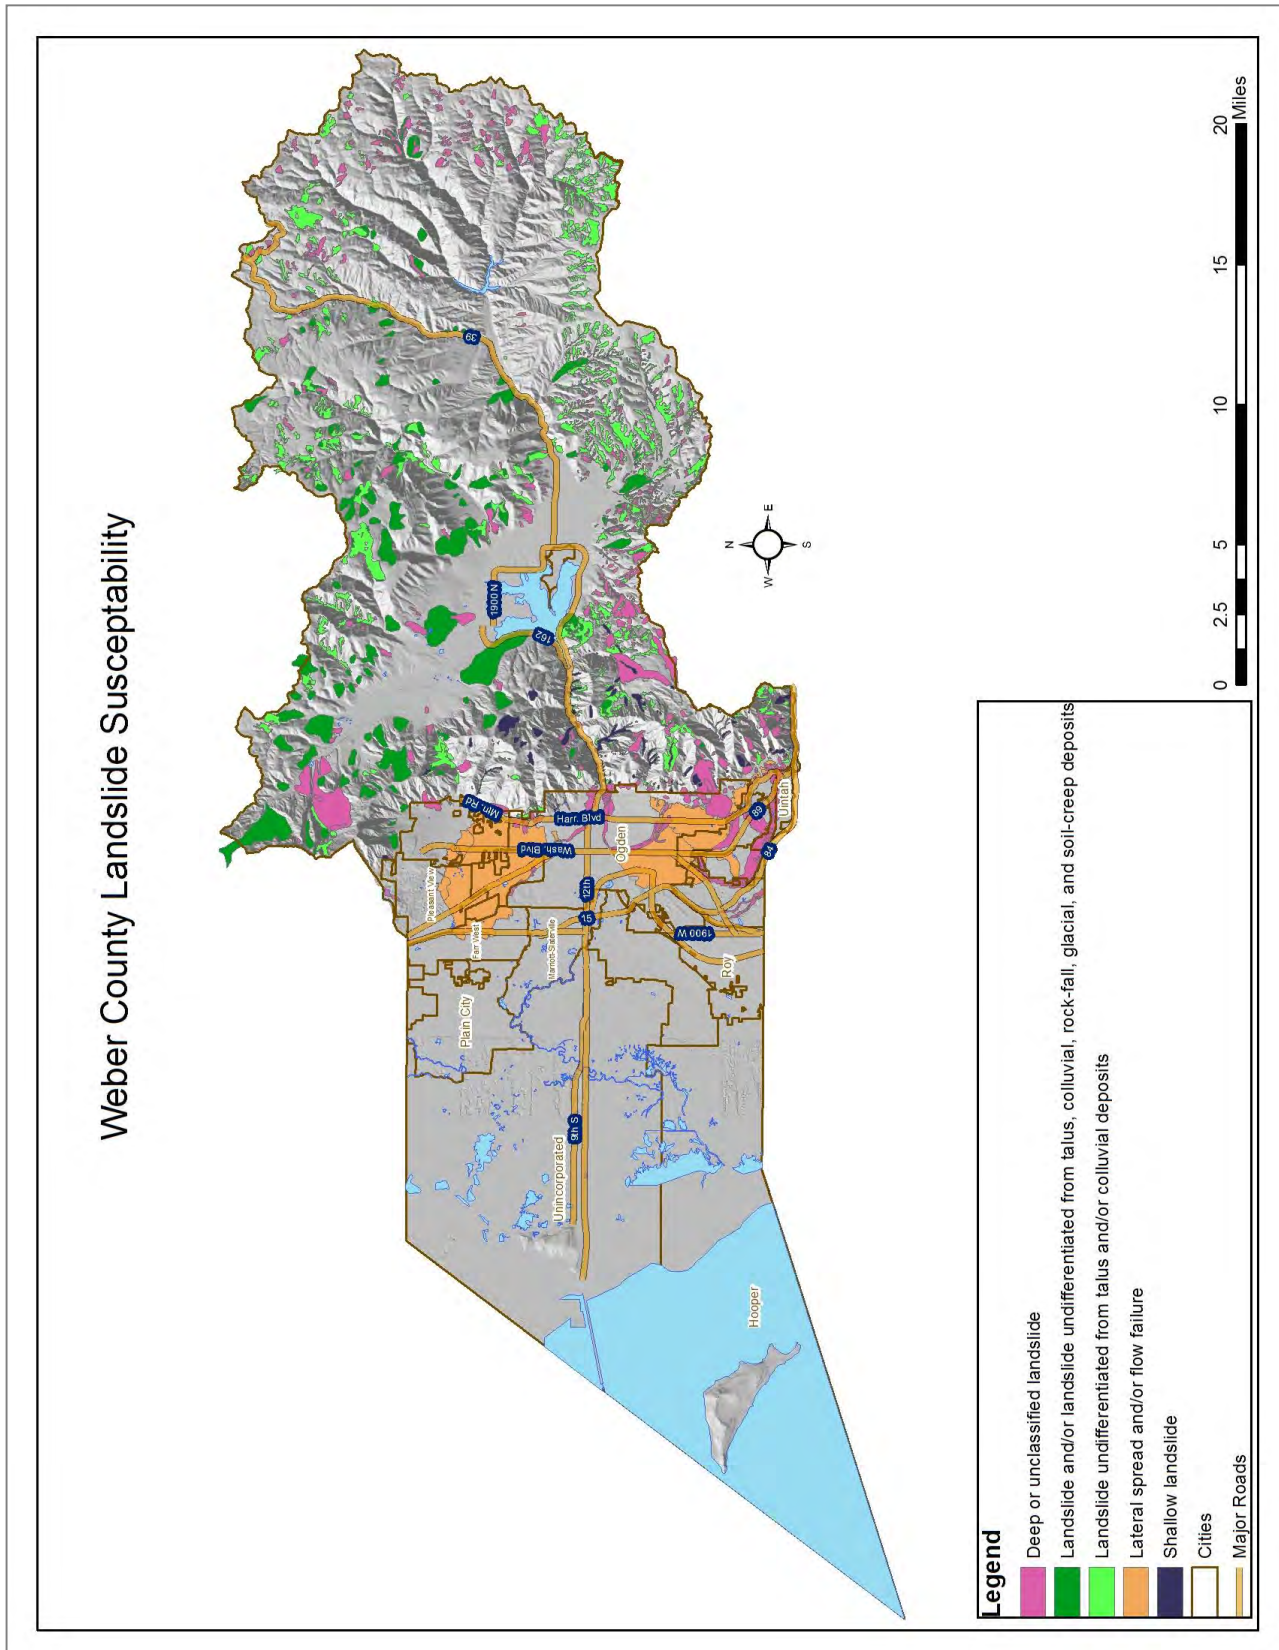 Weber County Landslide Susceptability
39
1900 N
162
Mtn. Rd
Harr. Blvd
Wash. Blvd
Pleasant View
Farr West
Plain City
Marriott-Slaterville
12th
15
Ogden
89
Uintah
84
1900 W
Roy
9th S
Unincorporated
Hooper
N
W
E
S
Legend
Deep or unclassified landslide
Landslide and/or landslide undifferentiated from talus, colluvial, rock-fall, glacial, and soil-creep deposits
Landslide undifferentiated from talus and/or colluvial deposits
Lateral spread and/or flow failure
Shallow landslide
Cities
Major Roads
0 2.5 5 10 15 20
Miles